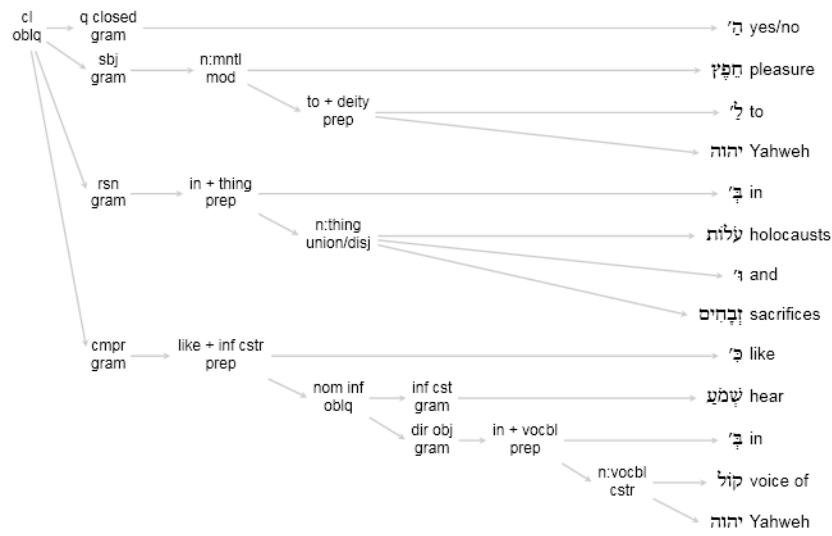 cl q closed הַ׳ yes/no
oblq gram
sbj n:mntl חֵפֶץ pleasure
gram mod
to + deity לַ׳ to
prep
יהוה Yahweh
rsn in + thing בְּ׳ in
gram prep
n:thing עֹלוֹת holocausts
union/disj
וּ׳ and
זְבָחִים sacrifices
cmpr like + inf cstr כִּ׳ like
gram prep
nom inf inf cst שְׁמֹעַ hear
oblq gram
dir obj in + vocbl בְּ׳ in
gram prep
n:vocbl קוֹל voice of
cstr
יהוה Yahweh